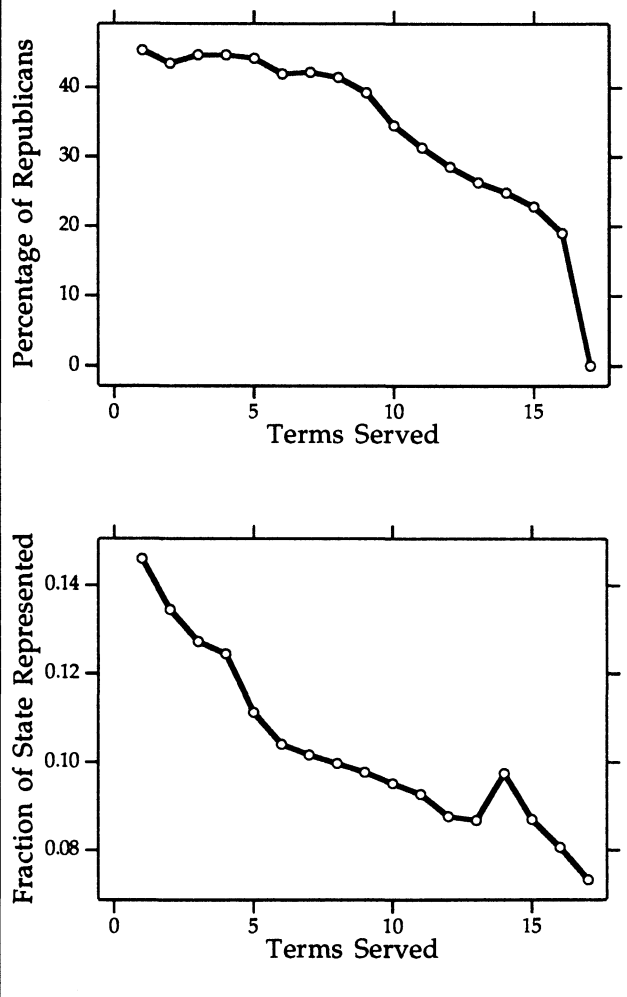 Percentage of Republicans
40
30
20
10
0
0 5 10 15
Terms Served
Fraction of State Represented
0.14
0.12
0.10
0.08
0 5 10 15
Terms Served